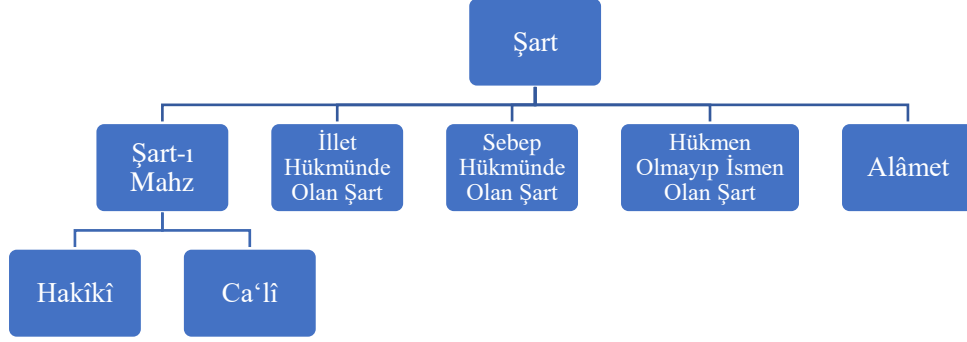 Şart
Şart-ı
Mahz
İllet
Hükmünde
Olan Şart
Sebep
Hükmünde
Olan Şart
Hükmen
Olmayıp İsmen
Olan Şart
Alâmet
Hakîkî
Ca‘lî